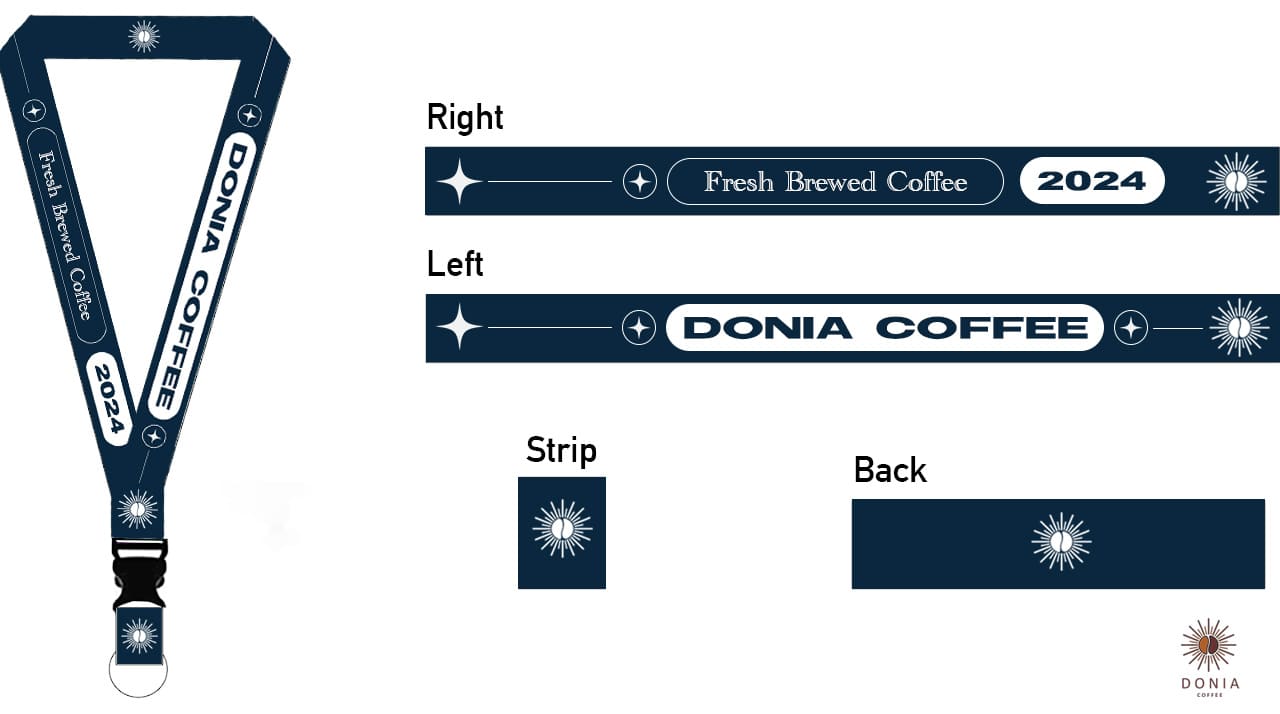 Fresh Brewed Coffee
2024
DONIA COFFEE
Right
Fresh Brewed Coffee
2024
Left
DONIA COFFEE
Strip
Back
DONIA
COFFEE